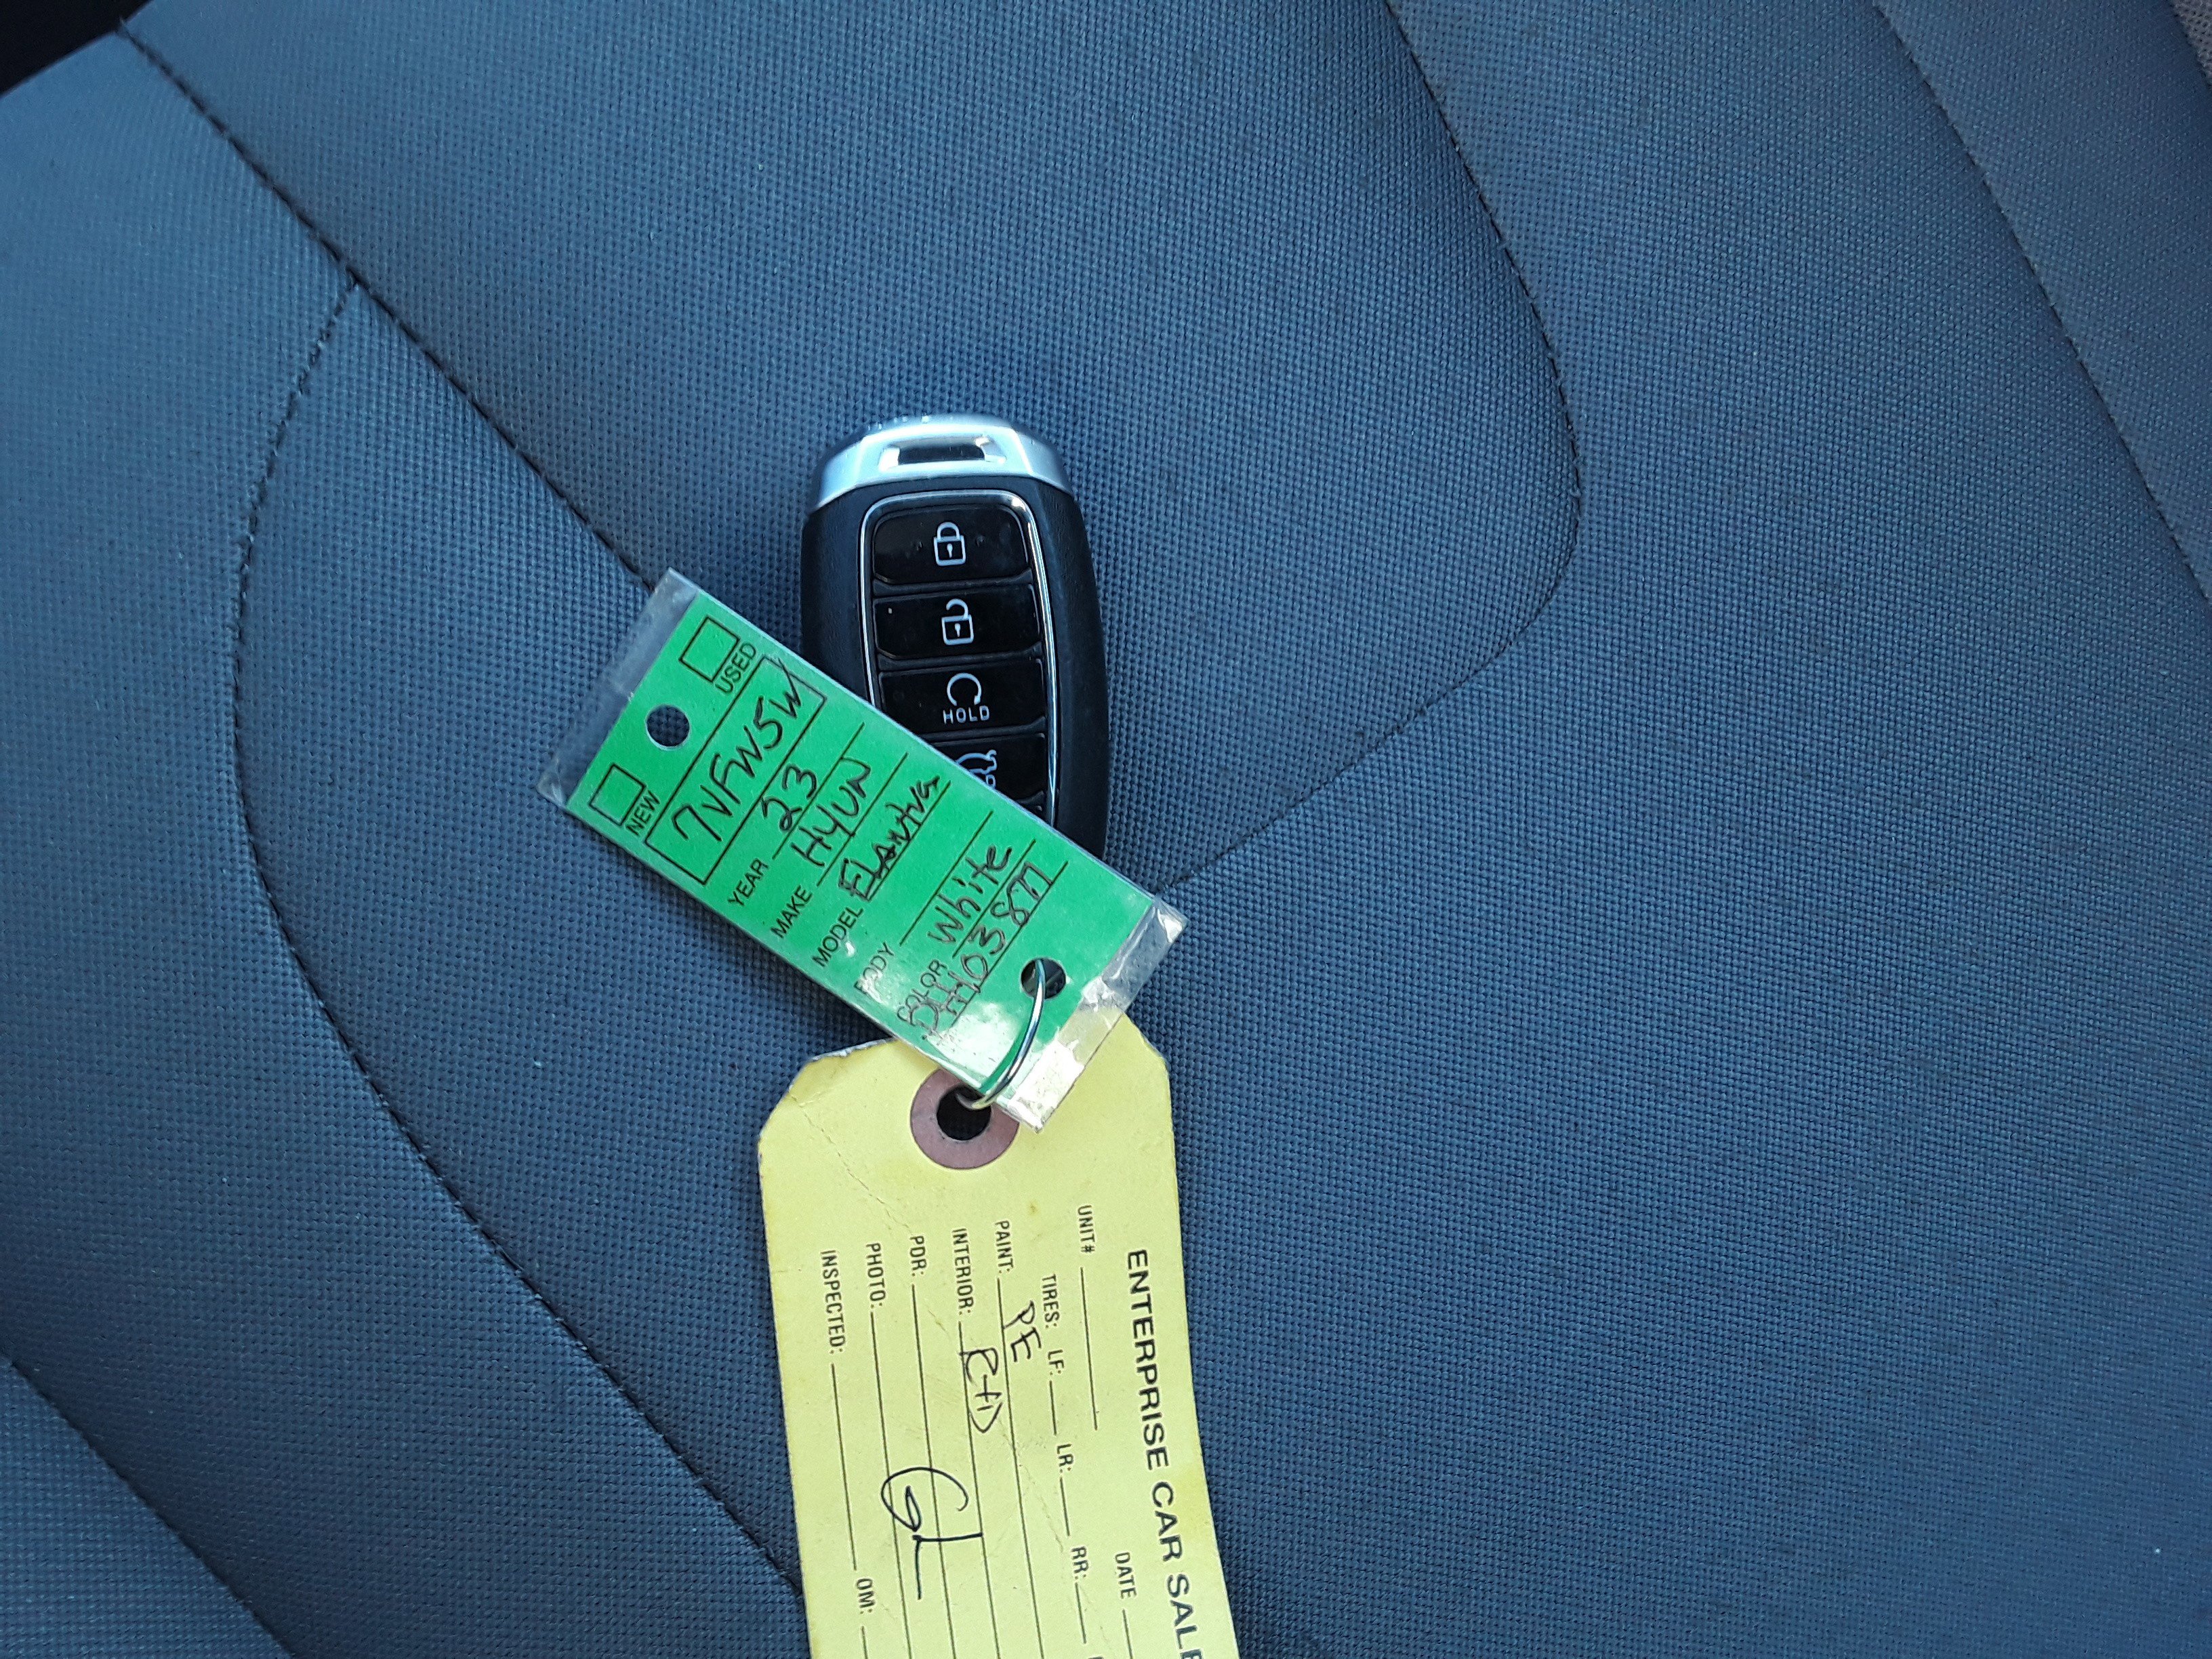 HOLD
USED
NEW
7VFW5W
YEAR 23
MAKE HYUN
MODEL Elantra
BODY
COLOR White
ENTERPRISE CAR SALE
UNIT#
DATE
TIRES: LF: LR: RR:
PAINT: PE
INTERIOR:
PDR:
PHOTO:
INSPECTED: OM: